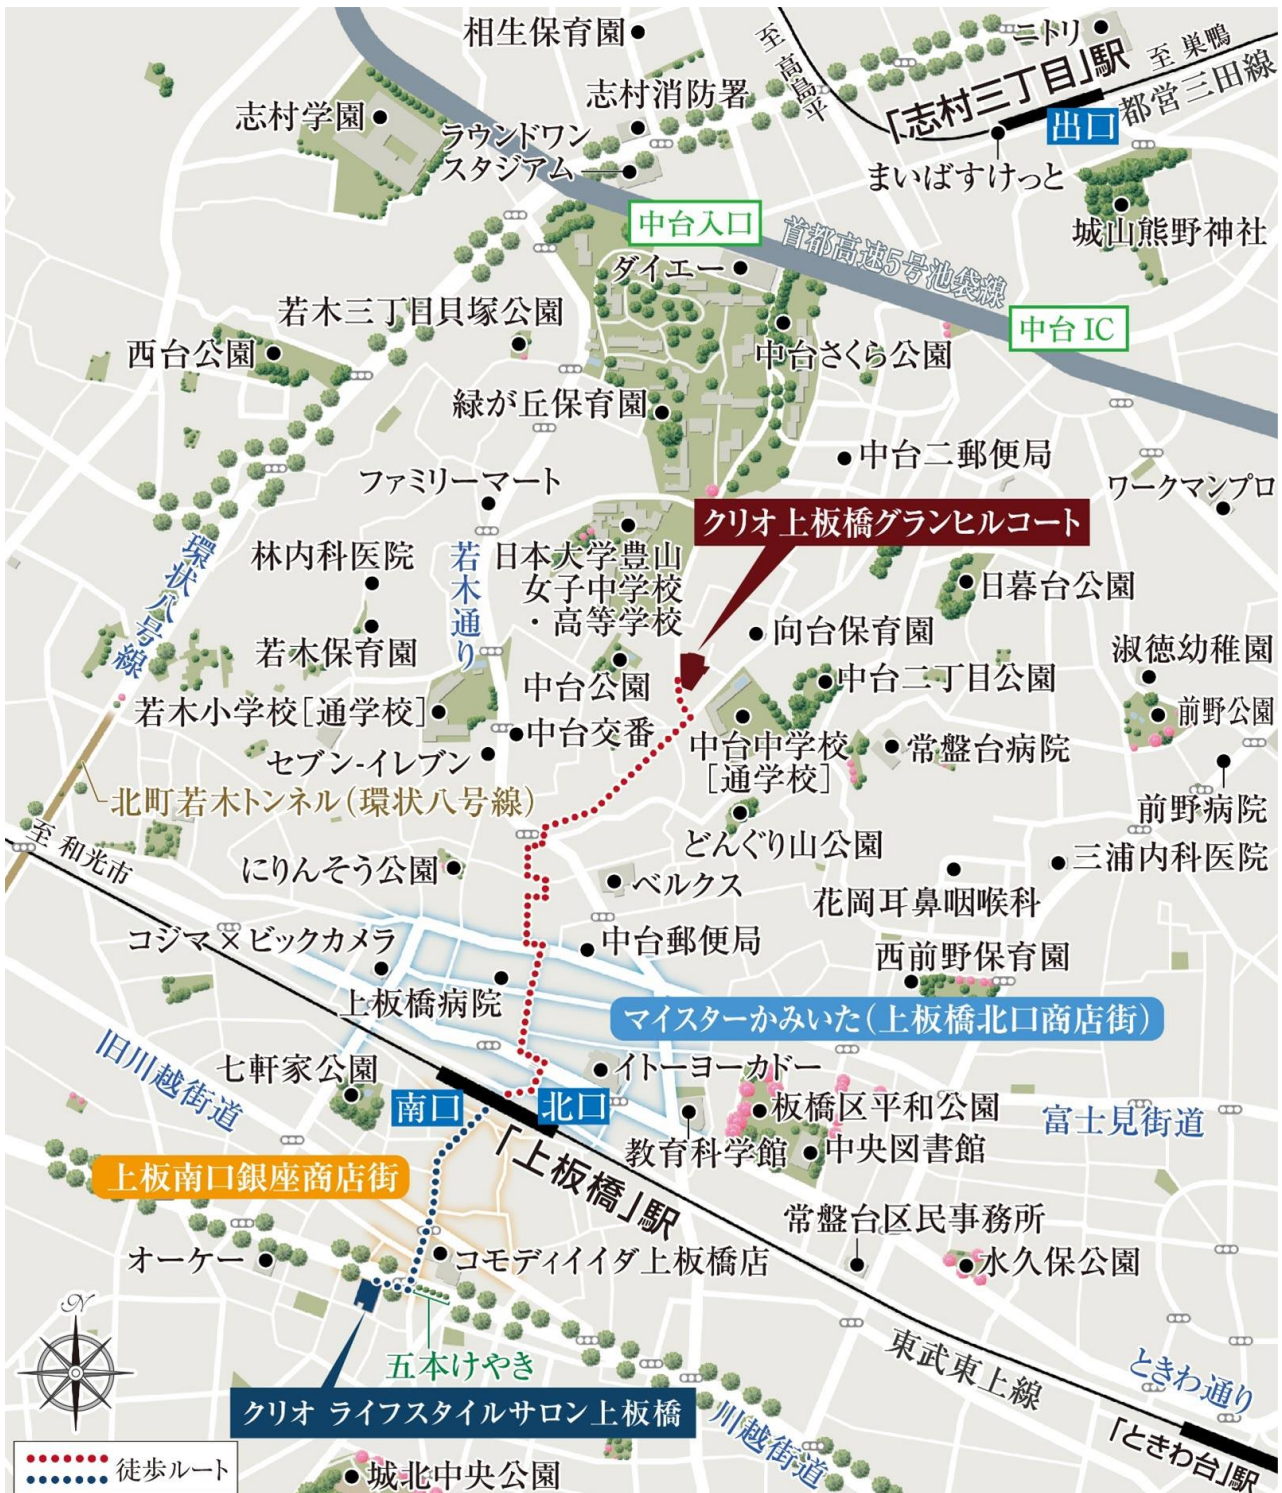 相生保育園
ニトリ
至 高島平
至 巣鴨
「志村三丁目」駅
都営三田線
志村消防署
志村学園
出口
ラウンドワン
スタジアム
まいばすけっと
中台入口
城山熊野神社
首都高速5号池袋線
ダイエー
若木三丁目貝塚公園
中台IC
西台公園
中台さくら公園
緑が丘保育園
中台二郵便局
ファミリーマート
ワークマンプロ
クリオ上板橋グランヒルコート
環状八号線
林内科医院
若木通り
日本大学豊山
女子中学校
・高等学校
日暮台公園
向台保育園
若木保育園
淑徳幼稚園
中台公園
中台二丁目公園
若木小学校[通学校]
前野公園
中台交番
中台中学校
[通学校]
常盤台病院
セブン-イレブン
北町若木トンネル(環状八号線)
前野病院
至 和光市
どんぐり山公園
三浦内科医院
にりんそう公園
ベルクス
花岡耳鼻咽喉科
コジマ×ビックカメラ
中台郵便局
西前野保育園
上板橋病院
マイスターかみいた(上板橋北口商店街)
旧川越街道
七軒家公園
イトーヨーカドー
南口
北口
板橋区平和公園
富士見街道
教育科学館
中央図書館
「上板橋」駅
上板南口銀座商店街
常盤台区民事務所
オーケー
コモディイイダ上板橋店
水久保公園
N
五本けやき
東武東上線
ときわ通り
クリオ ライフスタイルサロン上板橋
川越街道
「ときわ台」駅
徒歩ルート
城北中央公園